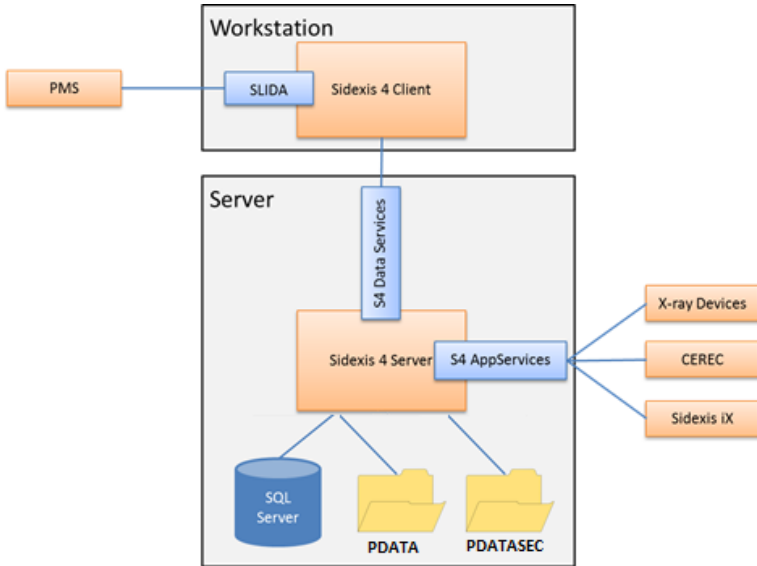 Workstation
PMS
SLIDA
Sidexis 4 Client
Server
S4 Data Services
Sidexis 4 Server
S4 AppServices
X-ray Devices
CEREC
Sidexis iX
SQL
Server
PDATA
PDATASEC